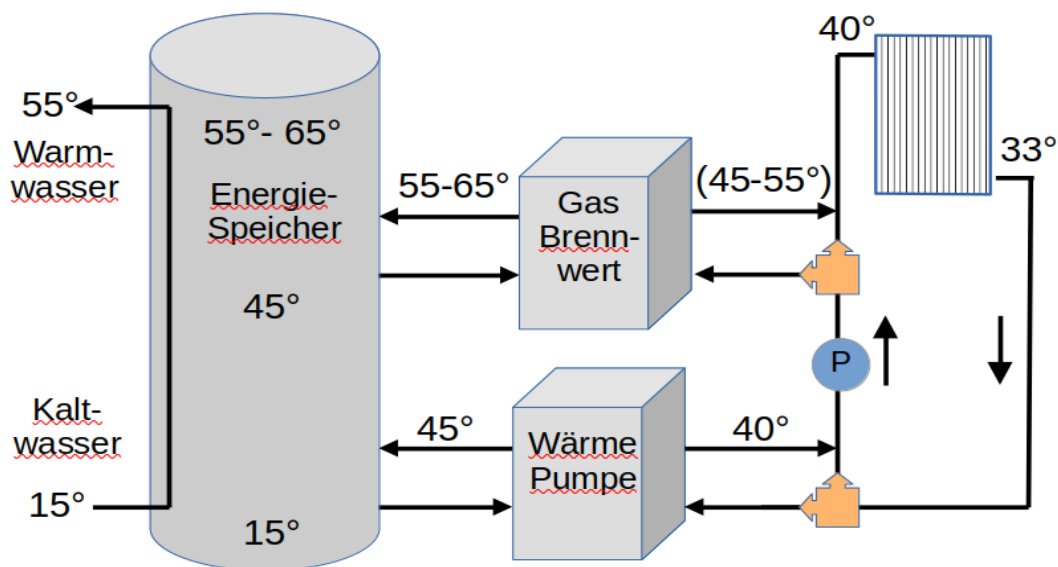 40°
55°
55°- 65°
33°
Warm-
wasser
55-65°
(45-55°)
Energie-
Speicher
Gas
Brenn-
wert
45°
P
Kalt-
wasser
45°
Wärme
Pumpe
40°
15°
15°